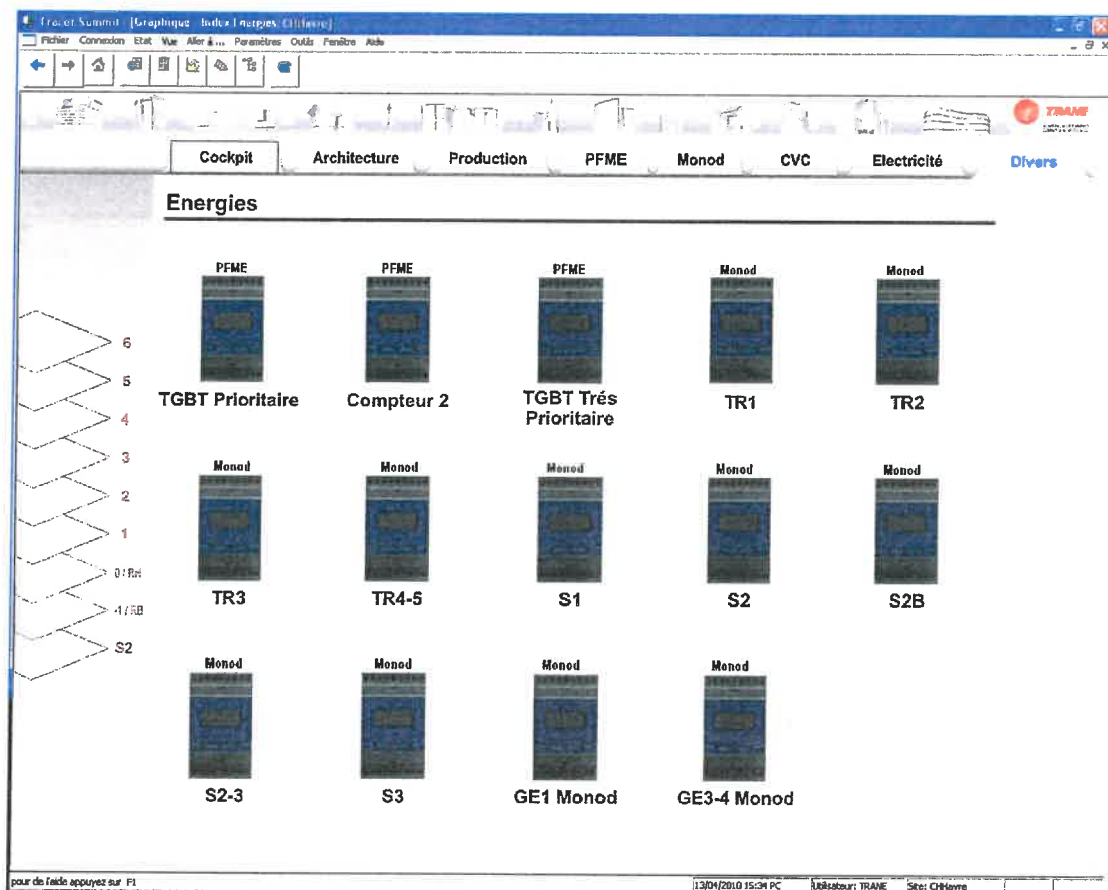 Tracer Summit - [Graphique - Index Energies: CHHavre]
Fichier Connexion Etat Vue Aller à... Paramètres Outils Fenêtre Aide
TRANE
Cockpit Architecture Production PFME Monod CVC Electricité Divers
Energies
PFME PFME PFME Monod Monod
TGBT Prioritaire Compteur 2 TGBT Trés Prioritaire TR1 TR2
Monod Monod Monod Monod Monod
TR3 TR4-5 S1 S2 S2B
Monod Monod Monod Monod
S2-3 S3 GE1 Monod GE3-4 Monod
6
5
4
3
2
1
0 / RH
-1 / RB
S2
pour de l'aide appuyez sur F1
13/04/2010 15:34 PC Utilisateur: TRANE Site: CHHavre